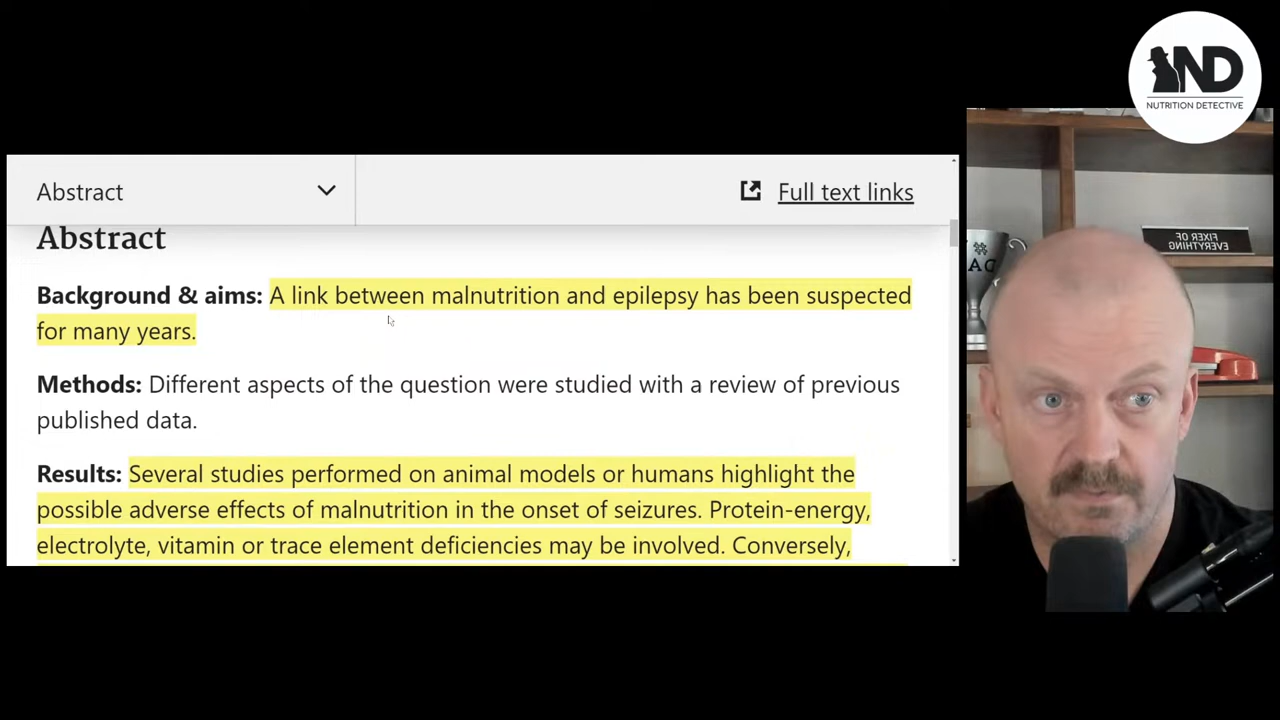 ND
NUTRITION DETECTIVE
Abstract
Full text links
Abstract
Background & aims: A link between malnutrition and epilepsy has been suspected
for many years.
Methods: Different aspects of the question were studied with a review of previous
published data.
Results: Several studies performed on animal models or humans highlight the
possible adverse effects of malnutrition in the onset of seizures. Protein-energy,
electrolyte, vitamin or trace element deficiencies may be involved. Conversely,
FIXER OF
EVERYTHING